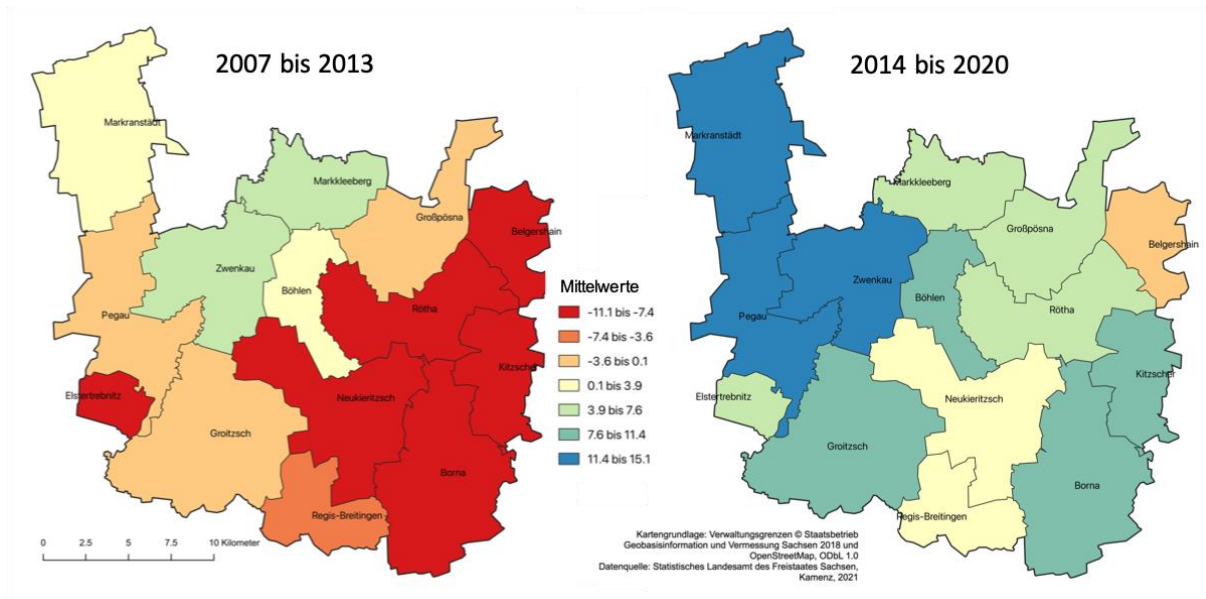 2007 bis 2013
Markranstädt
Markkleeberg
Großpösna
Belgershain
Zwenkau
Böhlen
Rötha
Pegau
Kitzscher
Elstertrebnitz
Neukieritzsch
Groitzsch
Borna
Regis-Breitingen
0 2.5 5 7.5 10 Kilometer
Mittelwerte
-11.1 bis -7.4
-7.4 bis -3.6
-3.6 bis 0.1
0.1 bis 3.9
3.9 bis 7.6
7.6 bis 11.4
11.4 bis 15.1
2014 bis 2020
Markranstädt
Markkleeberg
Großpösna
Belgershain
Zwenkau
Böhlen
Rötha
Pegau
Kitzscher
Elstertrebnitz
Neukieritzsch
Groitzsch
Borna
Regis-Breitingen
Kartengrundlage: Verwaltungsgrenzen © Staatsbetrieb
Geobasisinformation und Vermessung Sachsen 2018 und
OpenStreetMap, ODbL 1.0
Datenquelle: Statistisches Landesamt des Freistaates Sachsen,
Kamenz, 2021